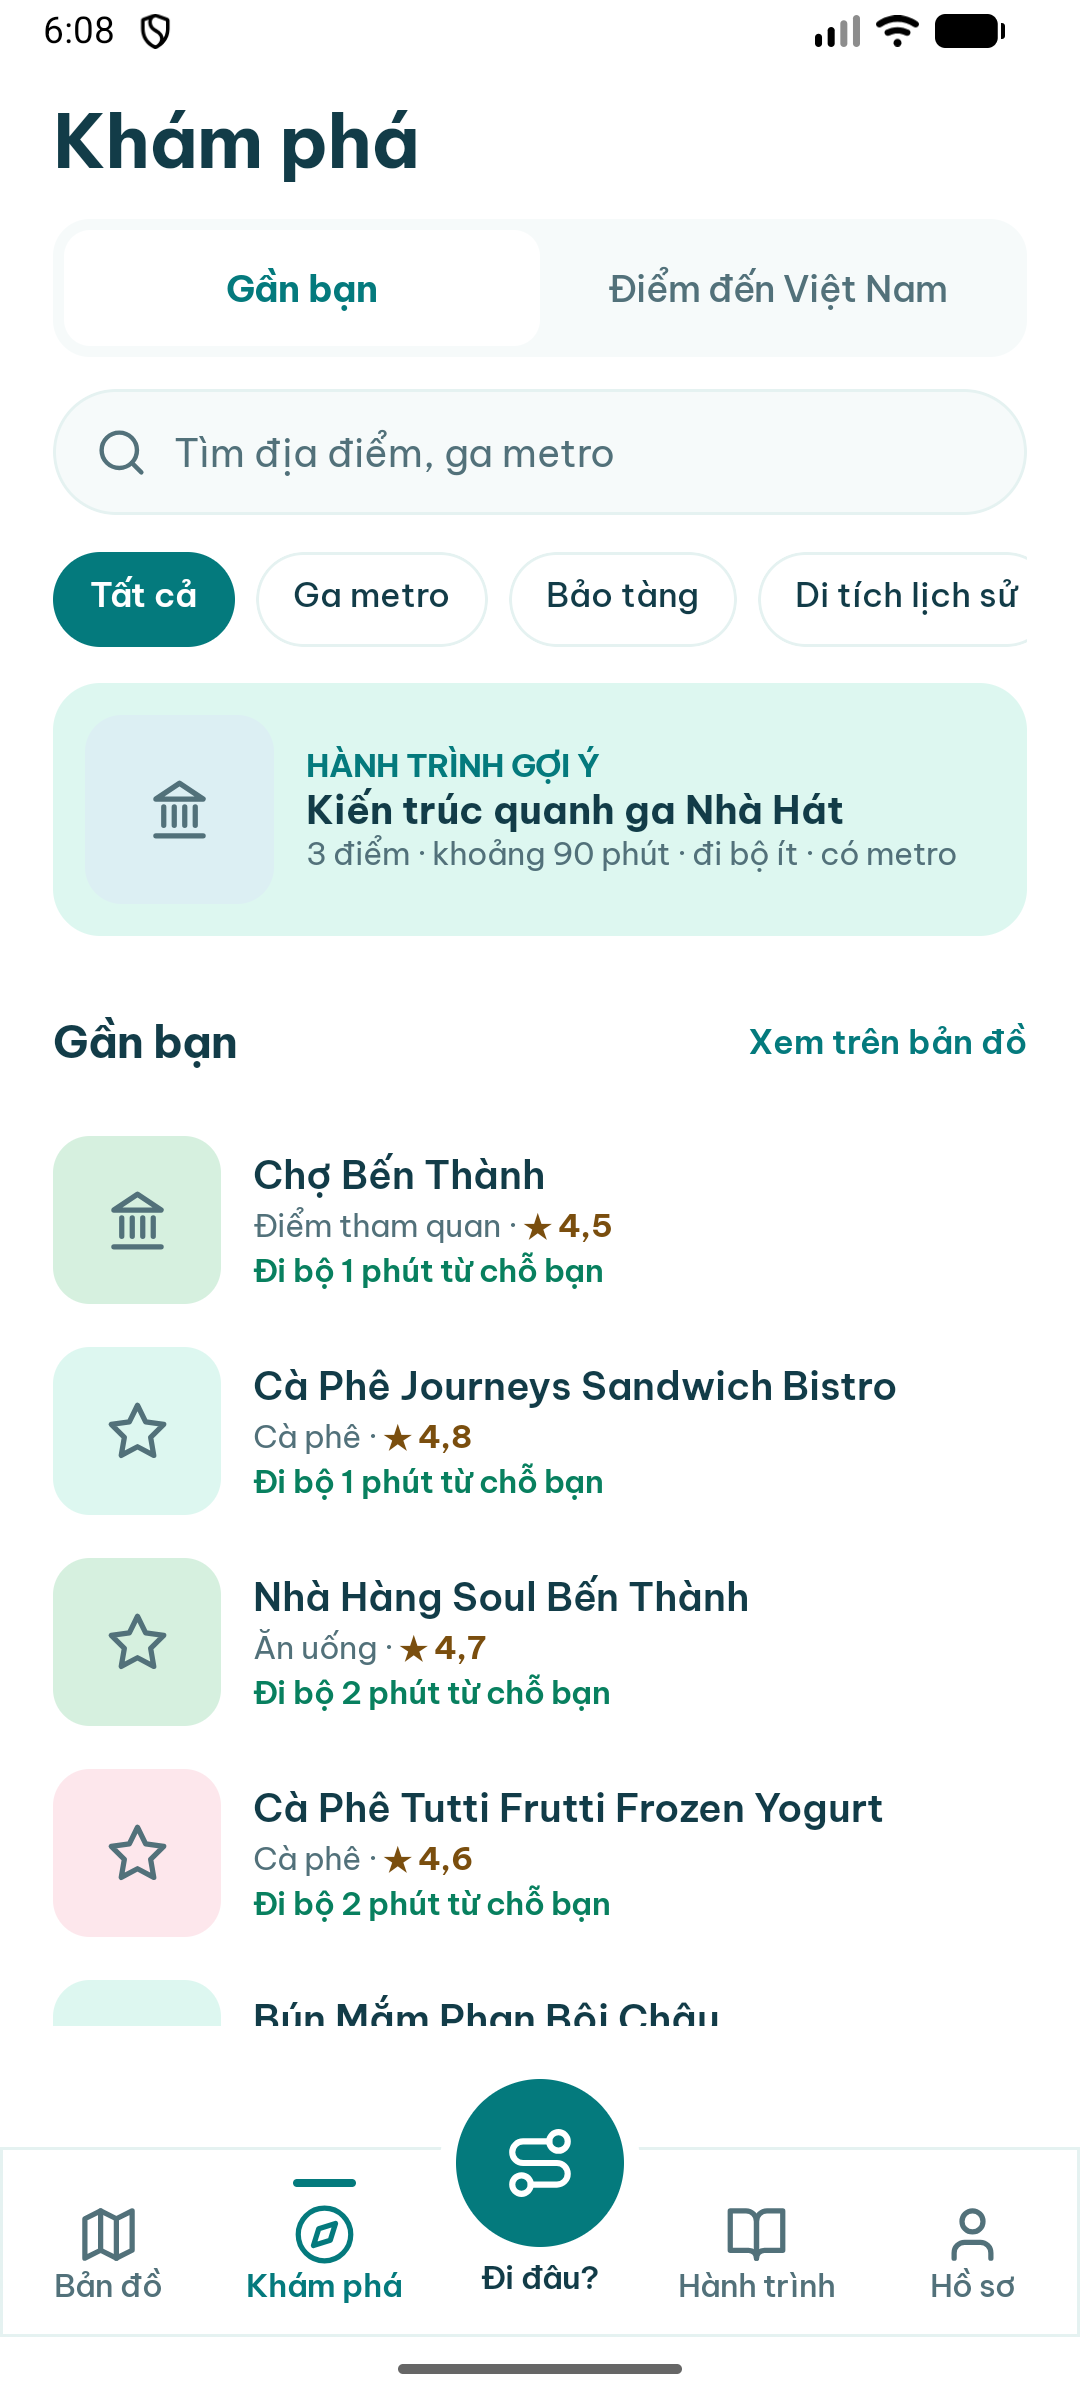 6:08
Khám phá
Gần bạn
Điểm đến Việt Nam
Tìm địa điểm, ga metro
Tất cả
Ga metro
Bảo tàng
Di tích lịch sử
HÀNH TRÌNH GỢI Ý
Kiến trúc quanh ga Nhà Hát
3 điểm · khoảng 90 phút · đi bộ ít · có metro
Gần bạn
Xem trên bản đồ
Chợ Bến Thành
Điểm tham quan · ★ 4,5
Đi bộ 1 phút từ chỗ bạn
Cà Phê Journeys Sandwich Bistro
Cà phê · ★ 4,8
Đi bộ 1 phút từ chỗ bạn
Nhà Hàng Soul Bến Thành
Ăn uống · ★ 4,7
Đi bộ 2 phút từ chỗ bạn
Cà Phê Tutti Frutti Frozen Yogurt
Cà phê · ★ 4,6
Đi bộ 2 phút từ chỗ bạn
Bún Mắm Phan Bội Châu
Bản đồ
Khám phá
Đi đâu?
Hành trình
Hồ sơ